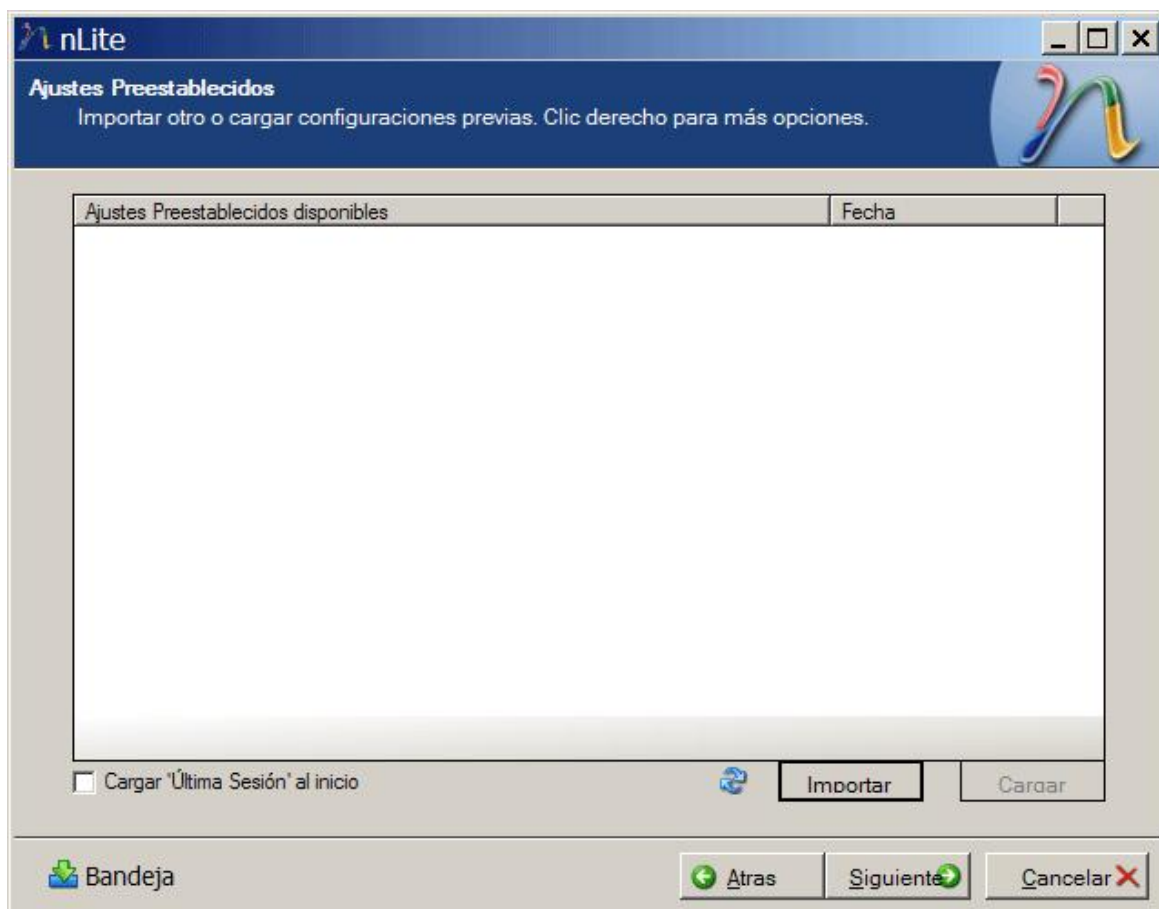 nLite
Ajustes Preestablecidos
Importar otro o cargar configuraciones previas. Clic derecho para más opciones.
Ajustes Preestablecidos disponibles Fecha
Cargar 'Última Sesión' al inicio Importar Cargar
Bandeja Atras Siguiente Cancelar